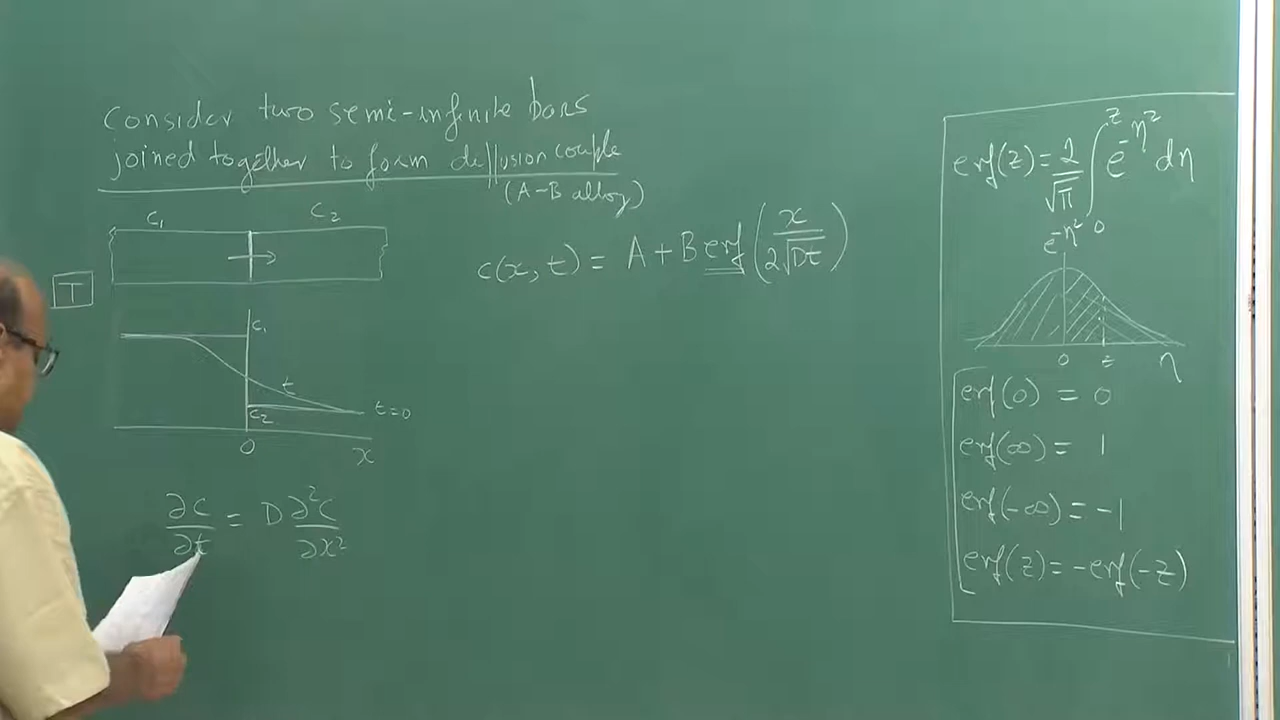 Consider two semi-infinite bars
joined together to form diffusion couple
(A-B alloy)
C₁ C₂
T
C₁
t
C₂ t=0
0
x
∂C/∂t = D ∂²C/∂x²
C(x, t) = A + B erf(x/2√Dt)
erf(z) = 2/√π ∫₀ᶻ e^-η² dη
e^-η²
0 z η
erf(0) = 0
erf(∞) = 1
erf(-∞) = -1
erf(z) = -erf(-z)